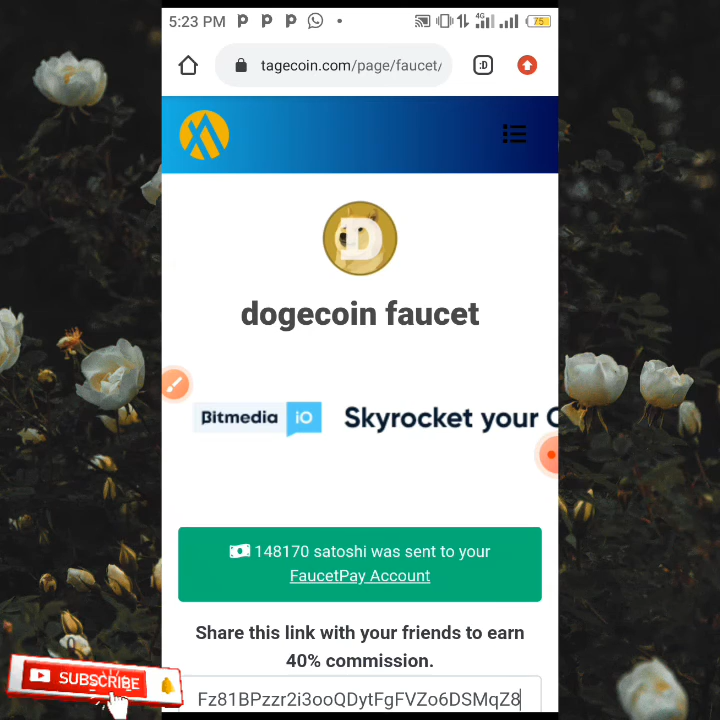 5:23 PM
4G
75
tagecoin.com/page/faucet/
:D
D
dogecoin faucet
Bitmedia iO Skyrocket your
148170 satoshi was sent to your
FaucetPay Account
Share this link with your friends to earn
40% commission.
Fz81BPzzr2i3ooQDytFgFVZo6DSMqZ8
SUBSCRIBE